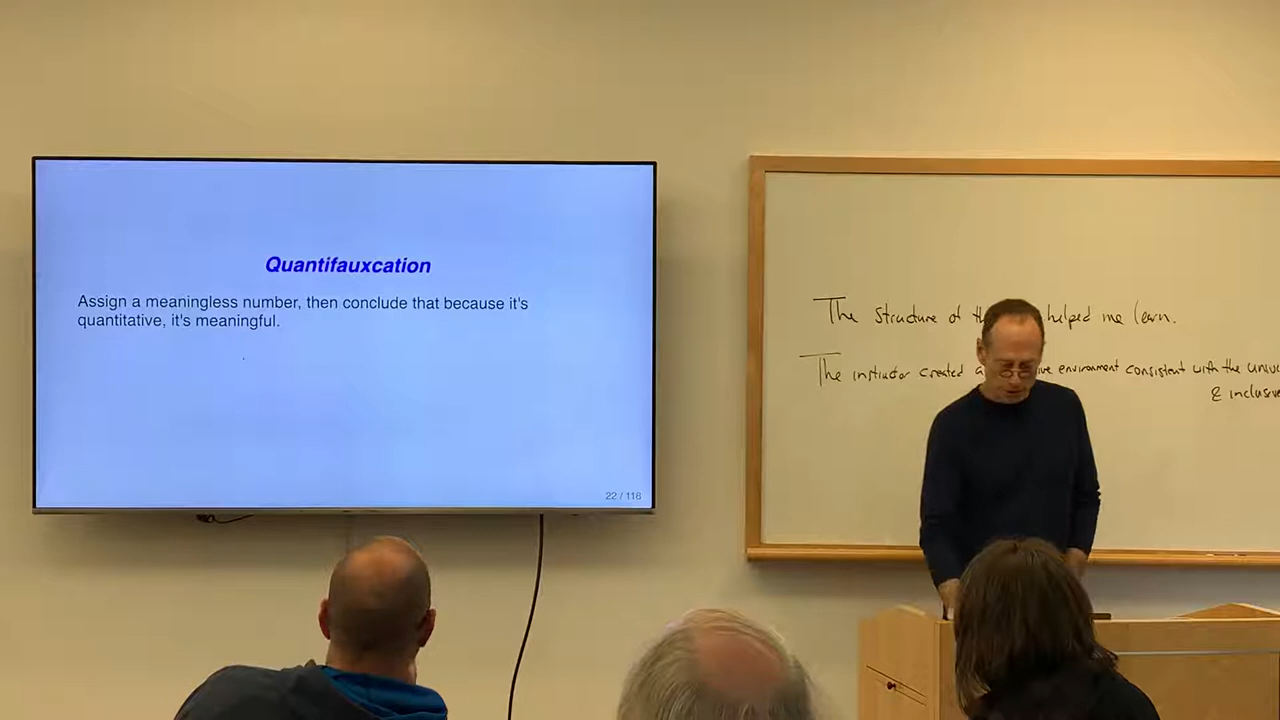 Quantifauxcation
Assign a meaningless number, then conclude that because it's
quantitative, it's meaningful.
22 / 118
The structure of helped me learn.
The instructor created environment consistent with the
& inclusive